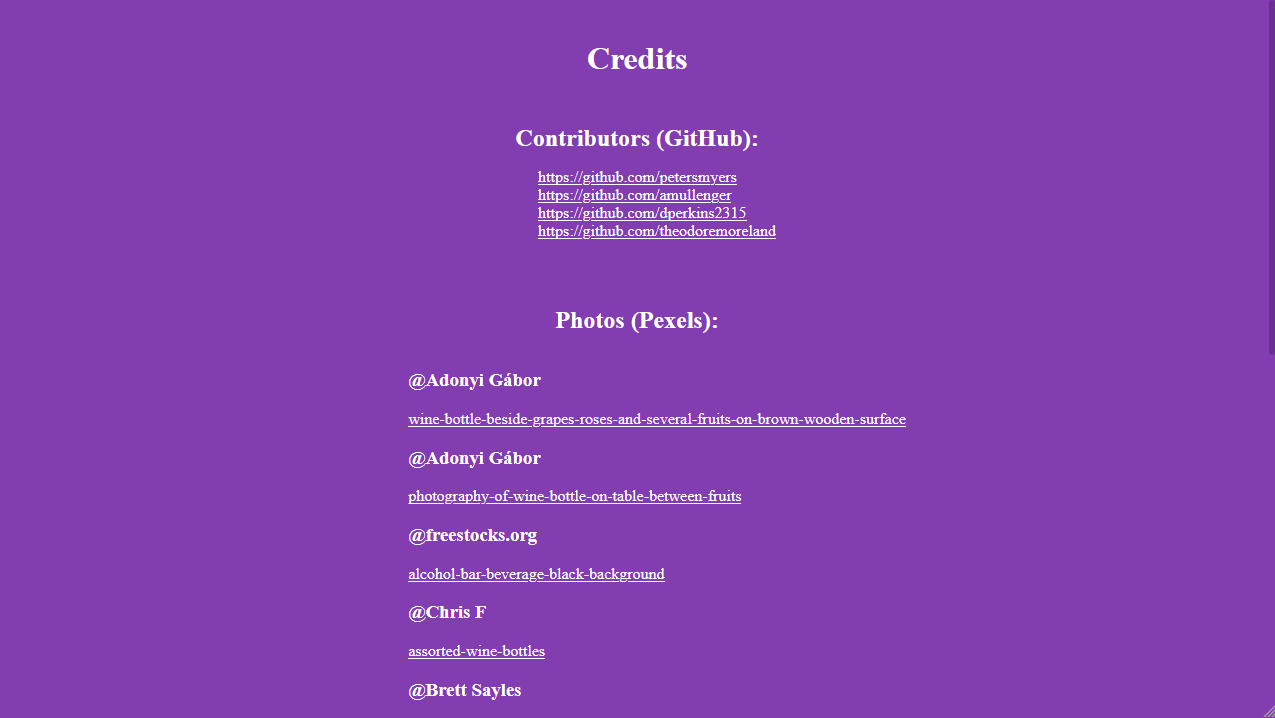 Credits
Contributors (GitHub):
https://github.com/petersmyers
https://github.com/amullenger
https://github.com/dperkins2315
https://github.com/theodoremoreland
Photos (Pexels):
@Adonyi Gábor
wine-bottle-beside-grapes-roses-and-several-fruits-on-brown-wooden-surface
@Adonyi Gábor
photography-of-wine-bottle-on-table-between-fruits
@freestocks.org
alcohol-bar-beverage-black-background
@Chris F
assorted-wine-bottles
@Brett Sayles